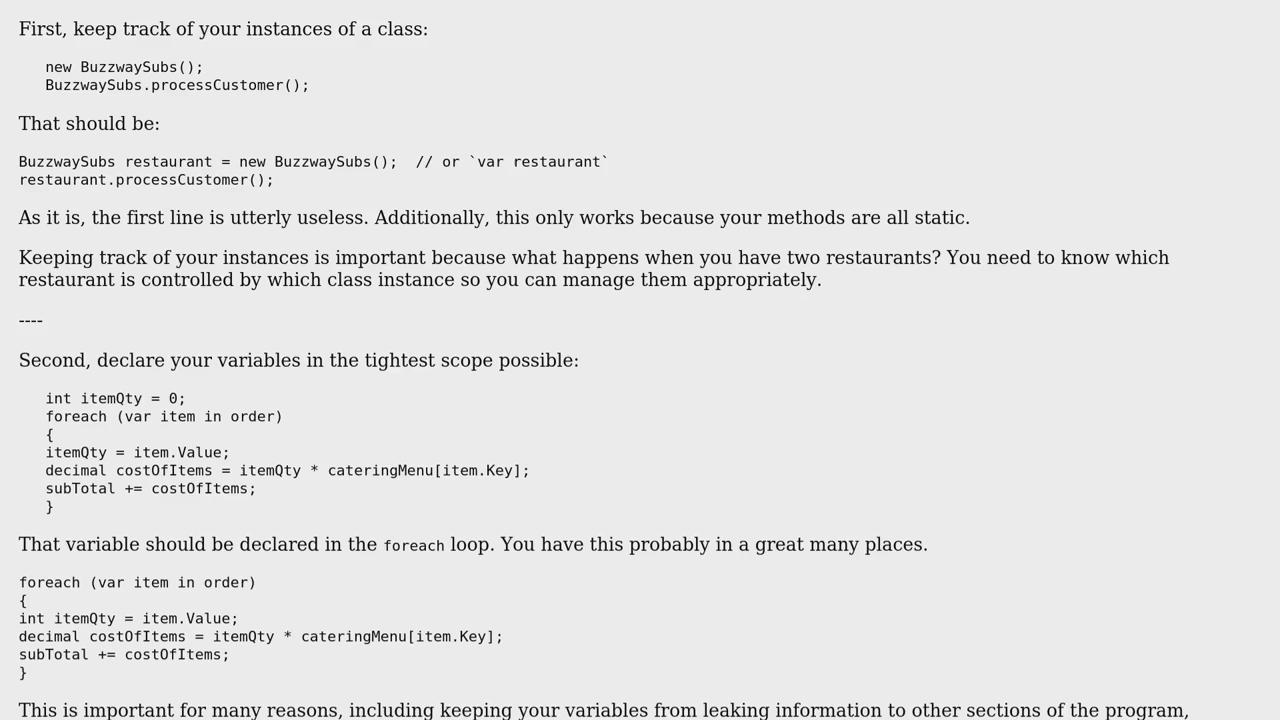 First, keep track of your instances of a class:
new BuzzwaySubs();
BuzzwaySubs.processCustomer();
That should be:
BuzzwaySubs restaurant = new BuzzwaySubs();  // or `var restaurant`
restaurant.processCustomer();
As it is, the first line is utterly useless. Additionally, this only works because your methods are all static.
Keeping track of your instances is important because what happens when you have two restaurants? You need to know which
restaurant is controlled by which class instance so you can manage them appropriately.
----
Second, declare your variables in the tightest scope possible:
int itemQty = 0;
foreach (var item in order)
{
itemQty = item.Value;
decimal costOfItems = itemQty * cateringMenu[item.Key];
subTotal += costOfItems;
}
That variable should be declared in the foreach loop. You have this probably in a great many places.
foreach (var item in order)
{
int itemQty = item.Value;
decimal costOfItems = itemQty * cateringMenu[item.Key];
subTotal += costOfItems;
}
This is important for many reasons, including keeping your variables from leaking information to other sections of the program,